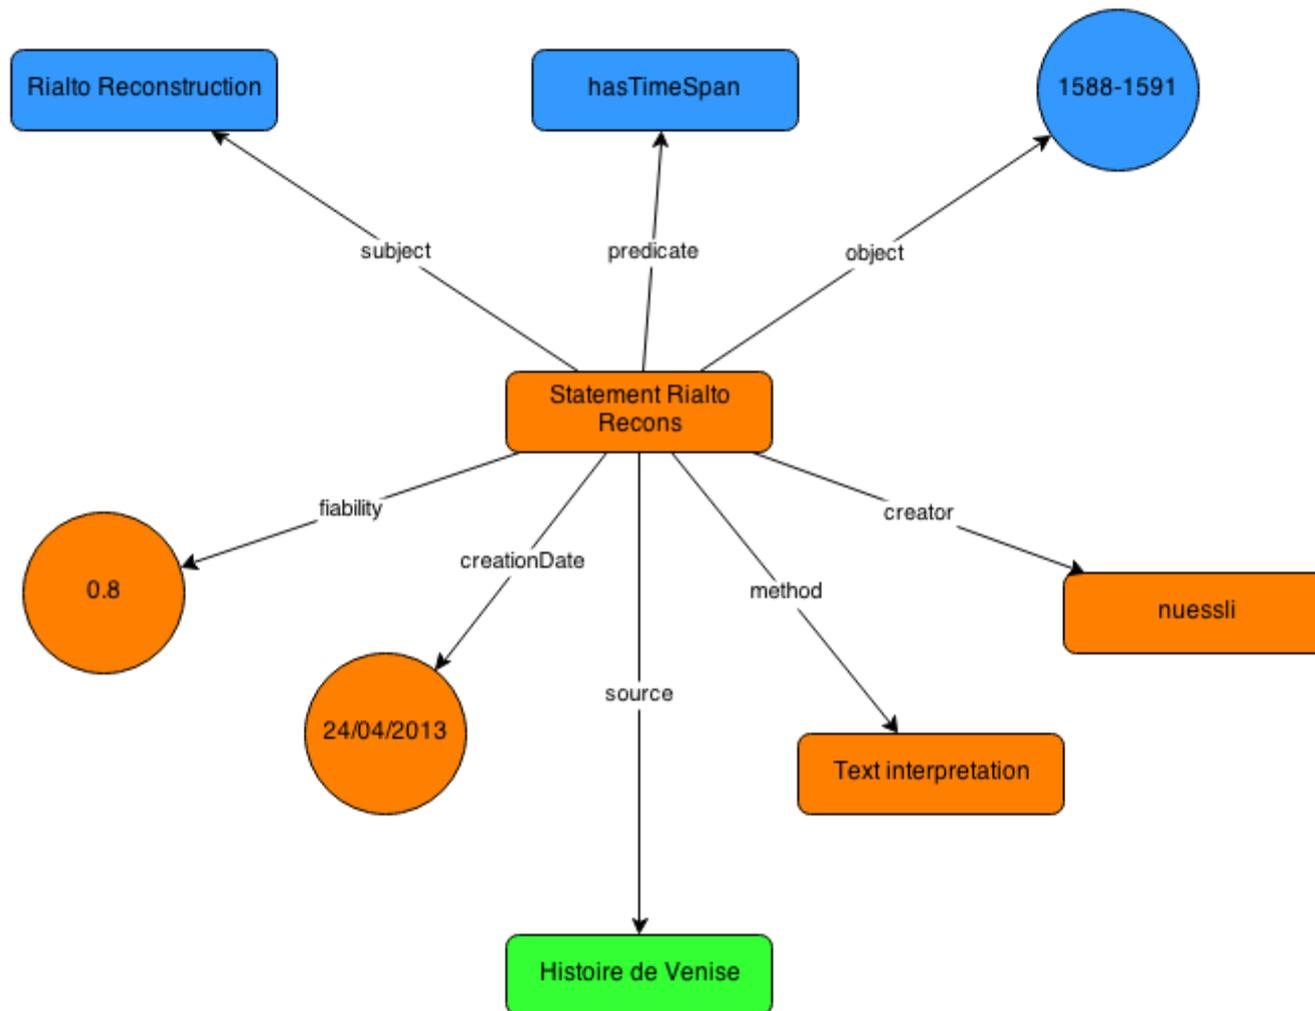 Rialto Reconstruction
hasTimeSpan
1588-1591
subject
predicate
object
Statement Rialto
Recons
fiability
creator
creationDate
method
0.8
nuessli
source
24/04/2013
Text interpretation
Histoire de Venise